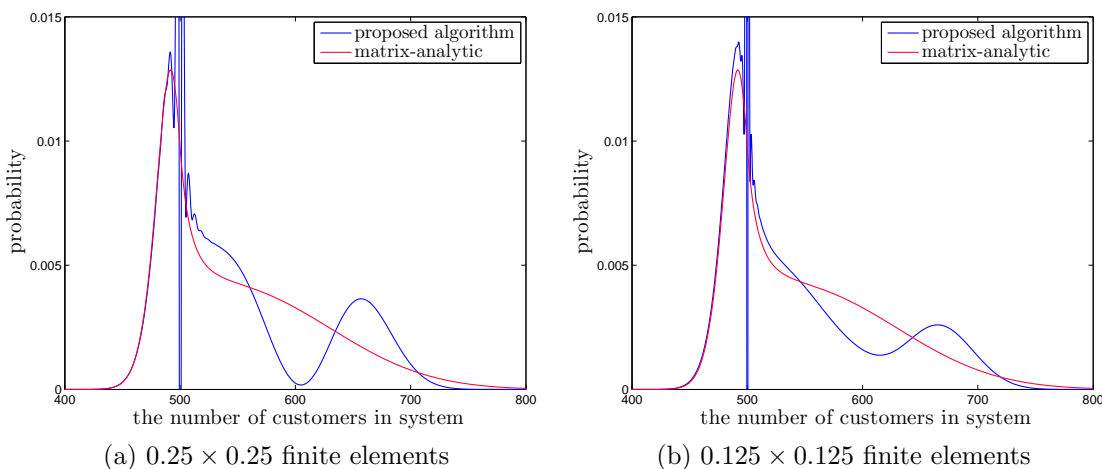 0.015
0.01
0.005
0
probability
proposed algorithm
matrix-analytic
400 500 600 700 800
the number of customers in system
(a) 0.25 × 0.25 finite elements
0.015
0.01
0.005
0
probability
proposed algorithm
matrix-analytic
400 500 600 700 800
the number of customers in system
(b) 0.125 × 0.125 finite elements